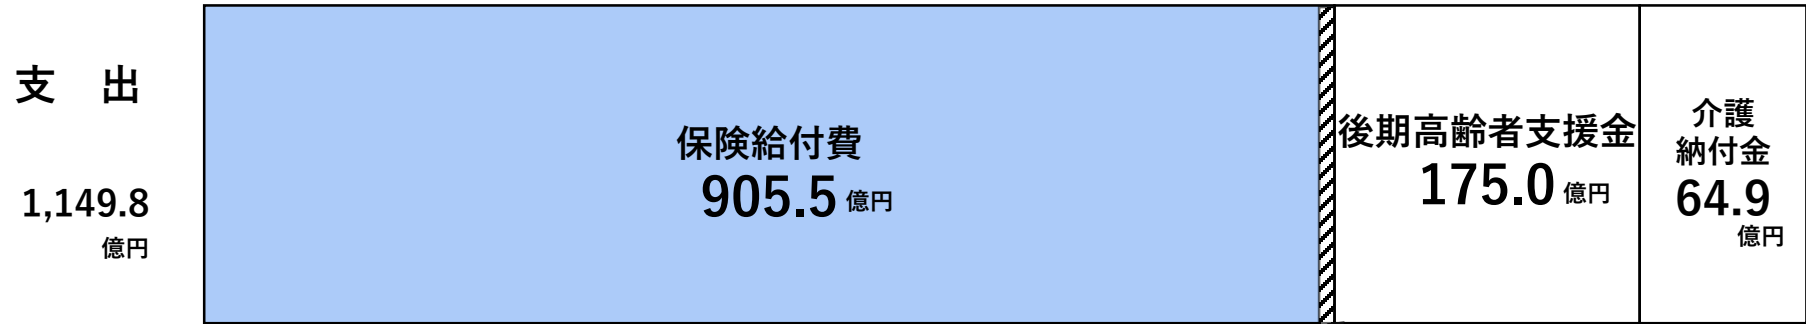 支　出
1,149.8
億円
保険給付費
905.5 億円
後期高齢者支援金
175.0 億円
介護
納付金
64.9
億円